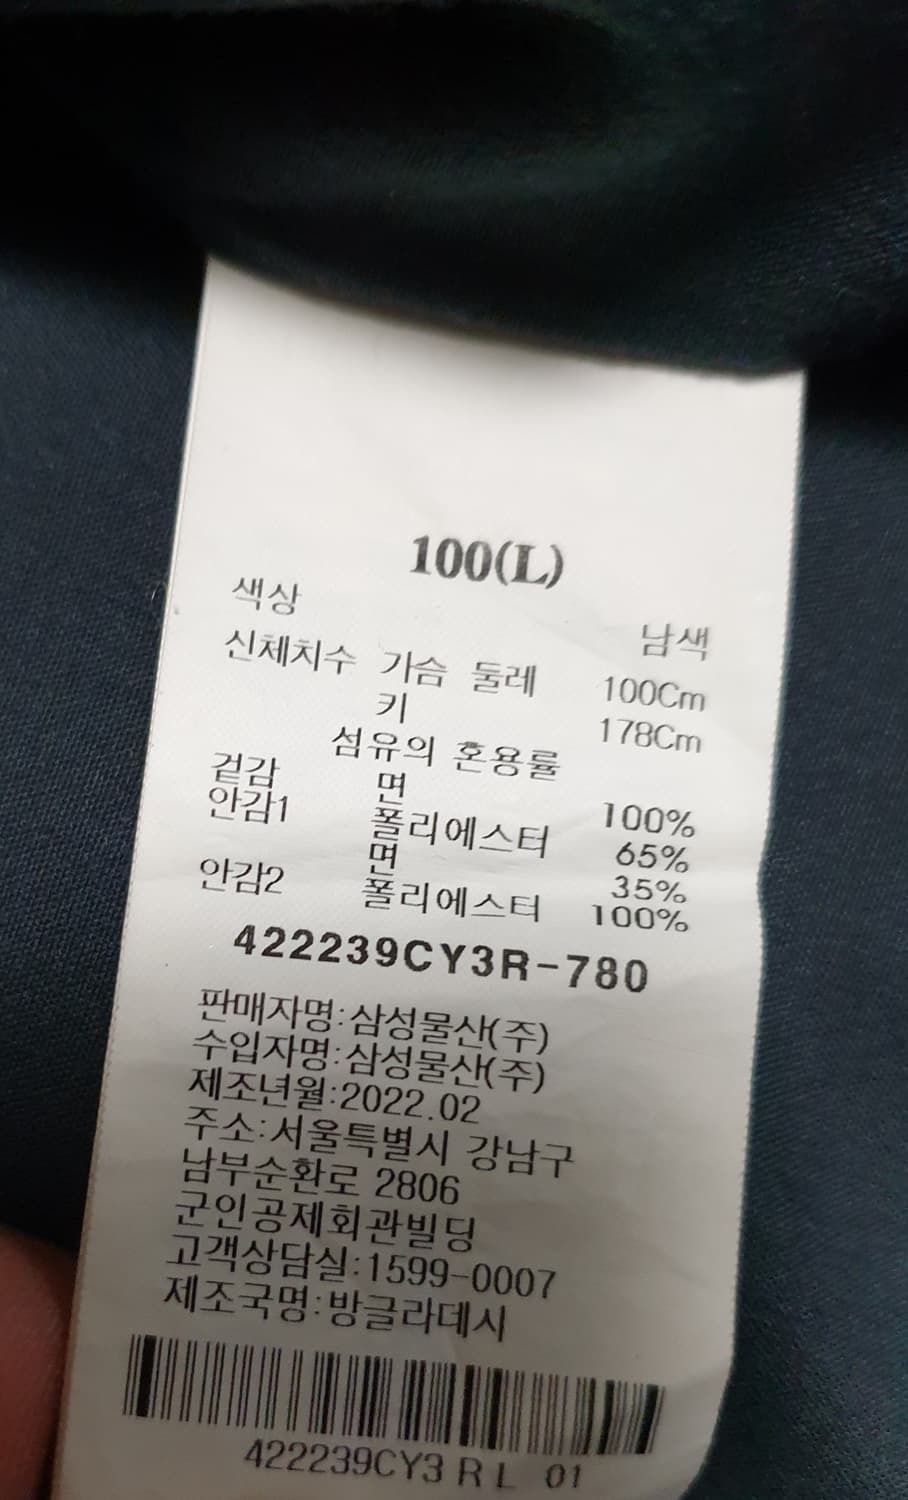 100(L)
색상 남색
신체치수 가슴 둘레 100Cm
키 178Cm
섬유의 혼용률
겉감 면 100%
안감1 폴리에스터 65%
면 35%
안감2 폴리에스터 100%
422239CY3R-780
판매자명:삼성물산(주)
수입자명:삼성물산(주)
제조년월:2022.02
주소:서울특별시 강남구
남부순환로 2806
군인공제회관빌딩
고객상담실:1599-0007
제조국명:방글라데시
422239CY3 R L 01